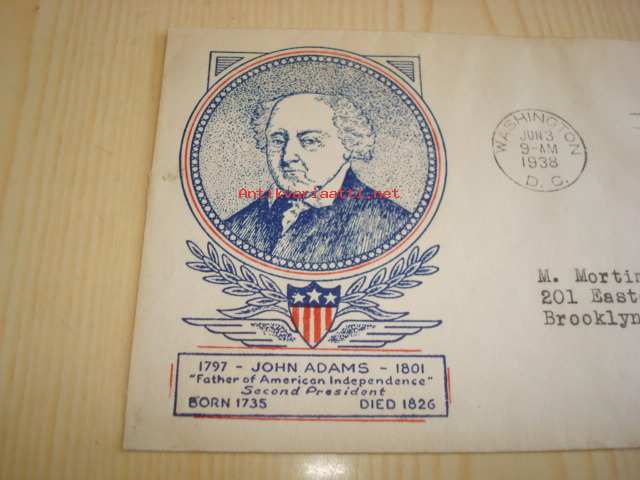 WASHINGTON
JUN 3
9-AM
1938
D. C.
Antikvariaatti.net
M. Mortim
201 East
Brooklyn
1797 - JOHN ADAMS - 1801
"Father of American Independence"
Second President
BORN 1735 DIED 1826